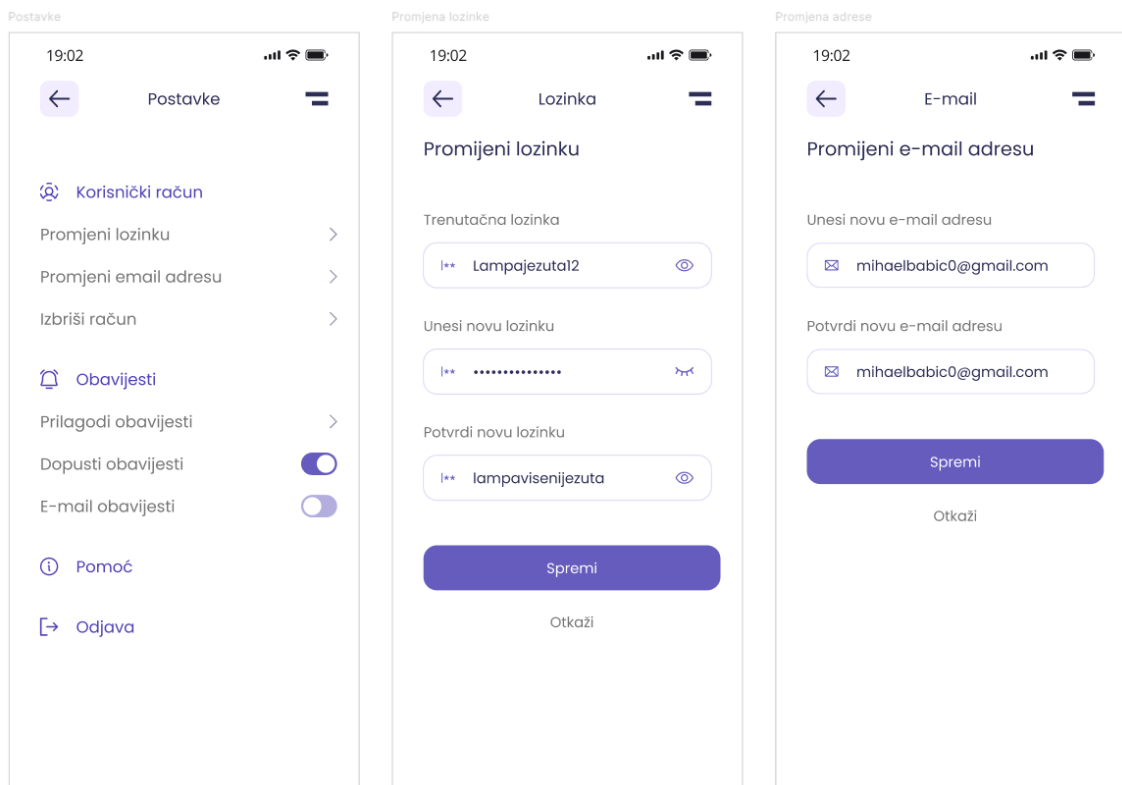 Postavke
19:02
Postavke
Korisnički račun
Promjeni lozinku
Promjeni email adresu
Izbriši račun
Obavijesti
Prilagodi obavijesti
Dopusti obavijesti
E-mail obavijesti
Pomoć
Odjava
Promjena lozinke
19:02
Lozinka
Promijeni lozinku
Trenutačna lozinka
|** Lampajezuta12
Unesi novu lozinku
|** •••••••••••••••
Potvrdi novu lozinku
|** lampavisenijezuta
Spremi
Otkaži
Promjena adrese
19:02
E-mail
Promijeni e-mail adresu
Unesi novu e-mail adresu
mihaelbabic0@gmail.com
Potvrdi novu e-mail adresu
mihaelbabic0@gmail.com
Spremi
Otkaži